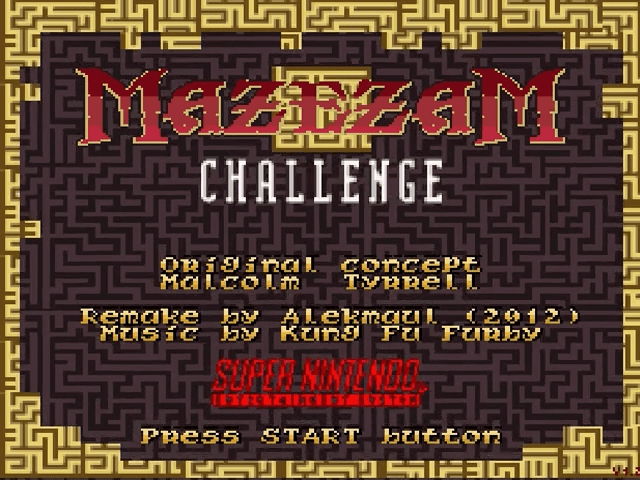 MAZEZAM
CHALLENGE
Original concept
Malcolm Tyrrell
Remake by Alekmaul (2012)
Music by Kung Fu Furby
SUPER NINTENDO
ENTERTAINMENT SYSTEM
Press START button